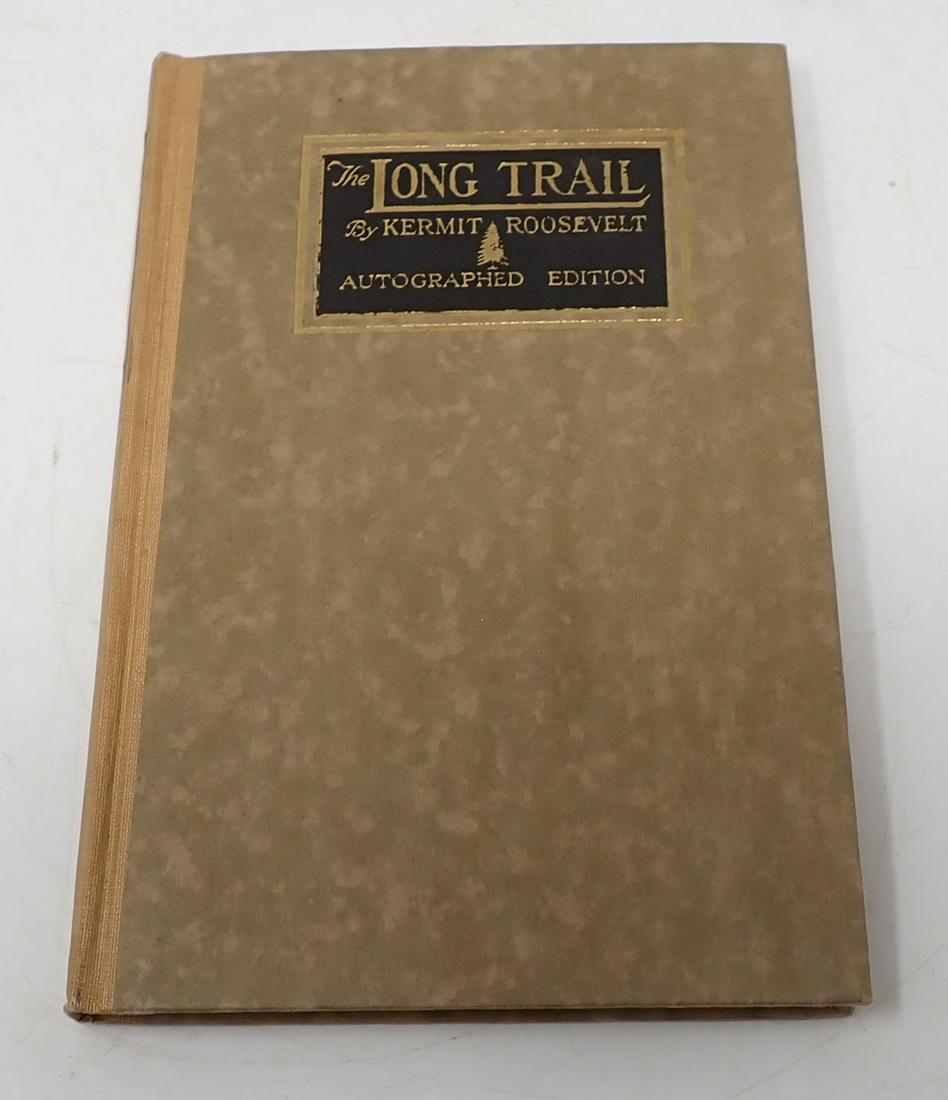 The LONG TRAIL
By KERMIT ROOSEVELT
AUTOGRAPHED EDITION